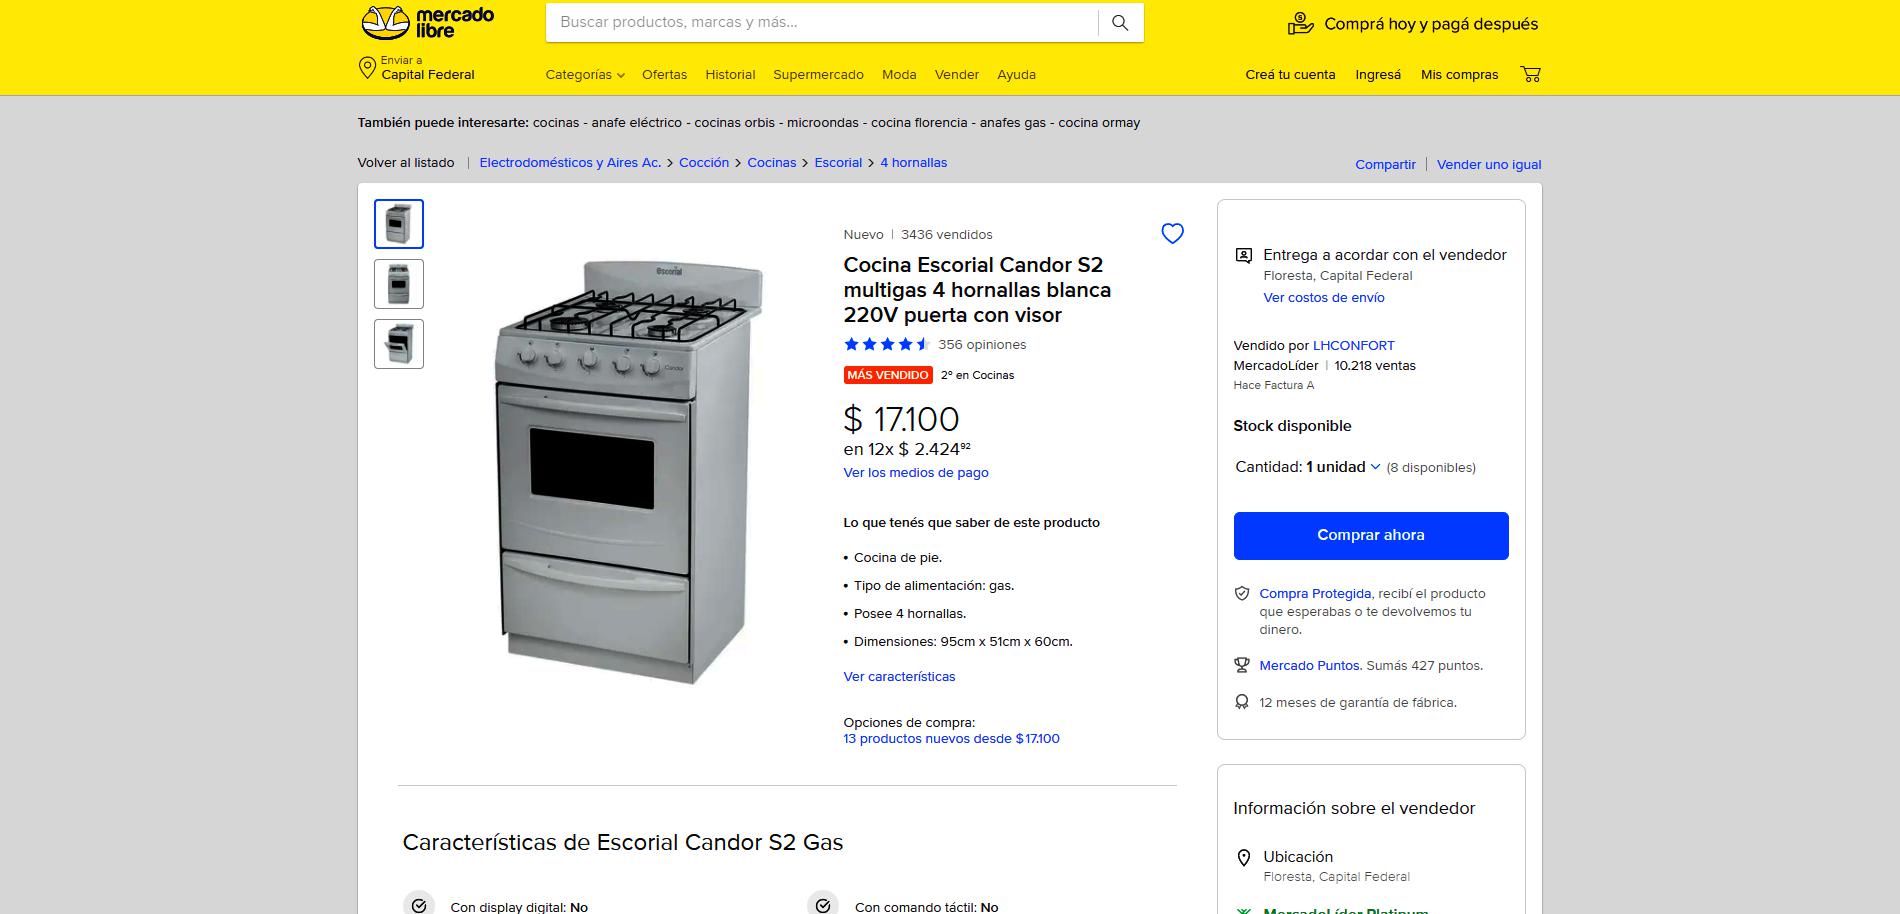 mercado
libre
Buscar productos, marcas y más...
Comprá hoy y pagá después
Enviar a
Capital Federal
Categorías Ofertas Historial Supermercado Moda Vender Ayuda
Creá tu cuenta Ingresá Mis compras
También puede interesarte: cocinas - anafe eléctrico - cocinas orbis - microondas - cocina florencia - anafes gas - cocina ormay
Volver al listado | Electrodomésticos y Aires Ac. > Cocción > Cocinas > Escorial > 4 hornallas
Compartir | Vender uno igual
escorial
Candor
Nuevo | 3436 vendidos
Cocina Escorial Candor S2
multigas 4 hornallas blanca
220V puerta con visor
356 opiniones
MÁS VENDIDO 2º en Cocinas
$ 17.100
en 12x $ 2.424⁹²
Ver los medios de pago
Lo que tenés que saber de este producto
• Cocina de pie.
• Tipo de alimentación: gas.
• Posee 4 hornallas.
• Dimensiones: 95cm x 51cm x 60cm.
Ver características
Opciones de compra:
13 productos nuevos desde $17.100
Entrega a acordar con el vendedor
Floresta, Capital Federal
Ver costos de envío
Vendido por LHCONFORT
MercadoLíder | 10.218 ventas
Hace Factura A
Stock disponible
Cantidad: 1 unidad (8 disponibles)
Comprar ahora
Compra Protegida, recibí el producto
que esperabas o te devolvemos tu
dinero.
Mercado Puntos. Sumás 427 puntos.
12 meses de garantía de fábrica.
Información sobre el vendedor
Ubicación
Floresta, Capital Federal
MercadoLíder Platinum
Características de Escorial Candor S2 Gas
Con display digital: No
Con comando táctil: No